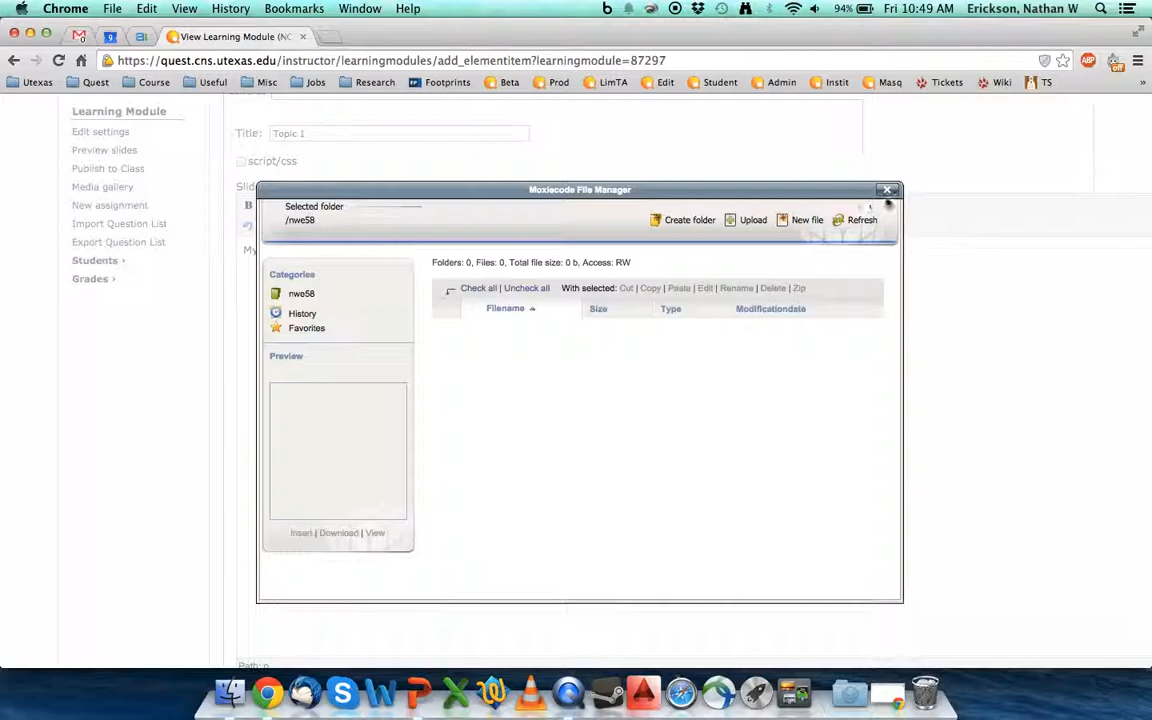 Chrome File Edit View History Bookmarks Window Help 94% Fri 10:49 AM Erickson, Nathan W
View Learning Module (NC
https://quest.cns.utexas.edu/instructor/learningmodules/add_elementitem?learningmodule=87297
Utexas Quest Course Useful Misc Jobs Research Footprints Beta Prod LimTA Edit Student Admin Instit Masq Tickets Wiki TS »
Learning Module
Edit settings
Preview slides
Publish to Class
Media gallery
New assignment
Import Question List
Export Question List
Students ›
Grades ›
Title: Topic 1
script/css
Slid
B
My
Moxiecode File Manager
Selected folder
/nwe58
Create folder Upload New file Refresh
Categories
nwe58
History
Favorites
Preview
Insert | Download | View
Folders: 0, Files: 0, Total file size: 0 b, Access: RW
Check all | Uncheck all With selected: Cut | Copy | Paste | Edit | Rename | Delete | Zip
Filename Size Type Modificationdate
Path: p